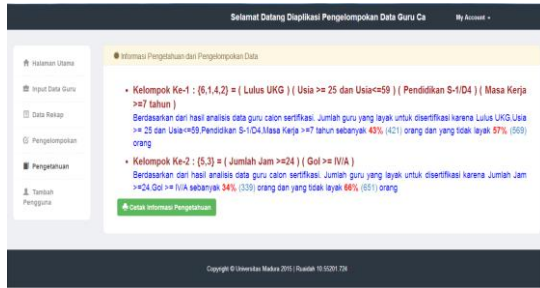 Selamat Datang Diaplikasi Pengelompokan Data Guru Ca
My Account
Halaman Utama
Input Data Guru
Data Rekap
Pengelompokan
Pengetahuan
Tambah
Pengguna
Informasi Pengetahuan dan Pengelompokan Data
• Kelompok Ke-1 : {6,1,4,2} = ( Lulus UKG ) ( Usia >= 25 dan Usia<=59 ) ( Pendidikan S-1/D4 ) ( Masa Kerja
>=7 tahun )
Berdasarkan dari hasil analisis data guru calon sertifikasi. Jumlah guru yang layak untuk disertifikasi karena Lulus UKG,Usia
>= 25 dan Usia<=59,Pendidikan S-1/D4,Masa Kerja >=7 tahun sebanyak 43% (421) orang dan yang tidak layak 57% (569)
orang
• Kelompok Ke-2 : {5,3} = ( Jumlah Jam >=24 ) ( Gol >= IV/A )
Berdasarkan dari hasil analisis data guru calon sertifikasi. Jumlah guru yang layak untuk disertifikasi karena Jumlah Jam
>=24,Gol >= IV/A sebanyak 34% (339) orang dan yang tidak layak 66% (651) orang
Cetak Informasi Pengetahuan
Copyright © Universitas Madura 2015 | Ruaidah 10.55201.724